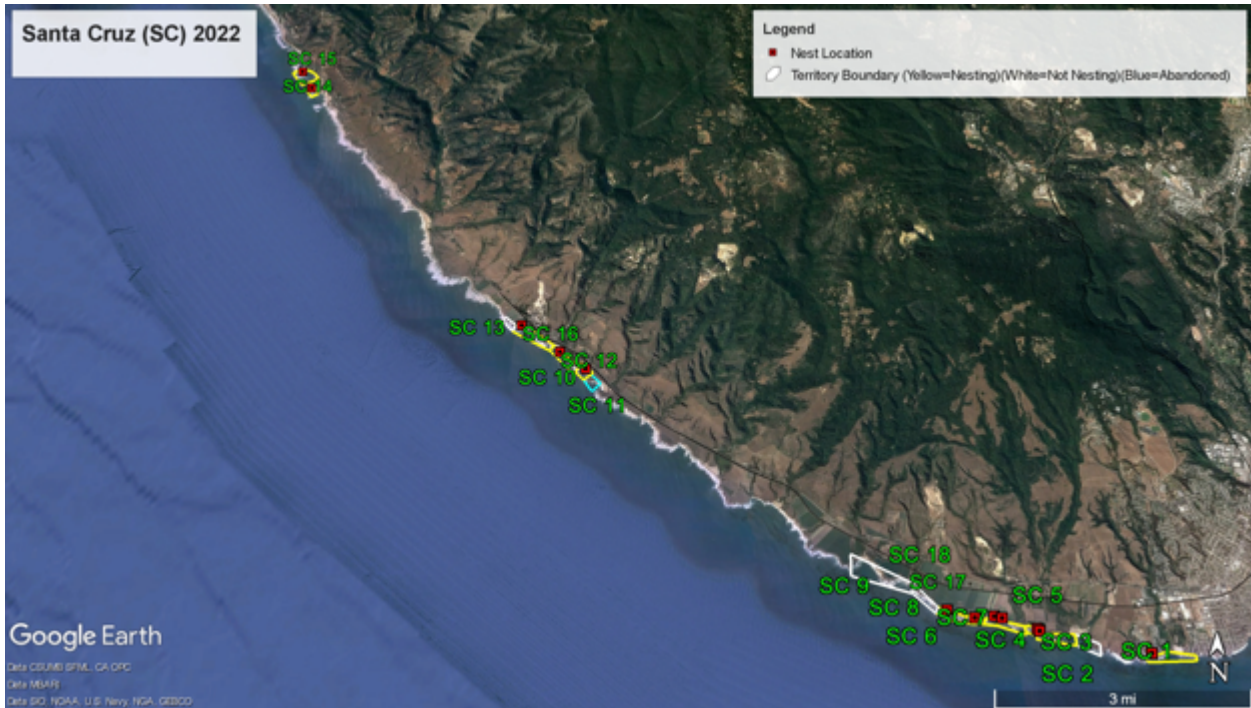 Santa Cruz (SC) 2022
Legend
Nest Location
Territory Boundary (Yellow=Nesting)(White=Not Nesting)(Blue=Abandoned)
SC 15
SC 14
SC 13
SC 16
SC 12
SC 10
SC 11
SC 18
SC 9
SC 17
SC 8
SC 5
SC 7
SC 6
SC 4
SC 3
SC 1
SC 2
N
3 mi
Google Earth
Data CSUMB SFML, CA OPC
Data MBARI
Data SIO, NOAA, U.S. Navy, NGA, GEBCO